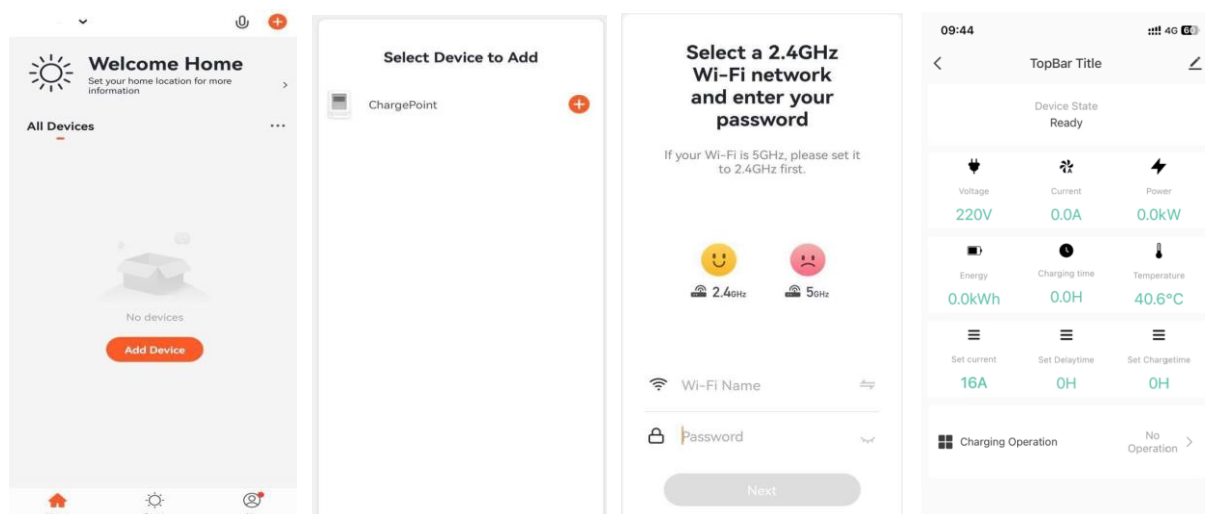 Welcome Home
Set your home location for more
information
All Devices
No devices
Add Device
Select Device to Add
ChargePoint
Select a 2.4GHz
Wi-Fi network
and enter your
password
If your Wi-Fi is 5GHz, please set it
to 2.4GHz first.
2.4GHz 5GHz
Wi-Fi Name
Password
Next
09:44 4G 60
TopBar Title
Device State
Ready
Voltage Current Power
220V 0.0A 0.0kW
Energy Charging time Temperature
0.0kWh 0.0H 40.6°C
Set current Set Delaytime Set Chargetime
16A 0H 0H
Charging Operation
No
Operation